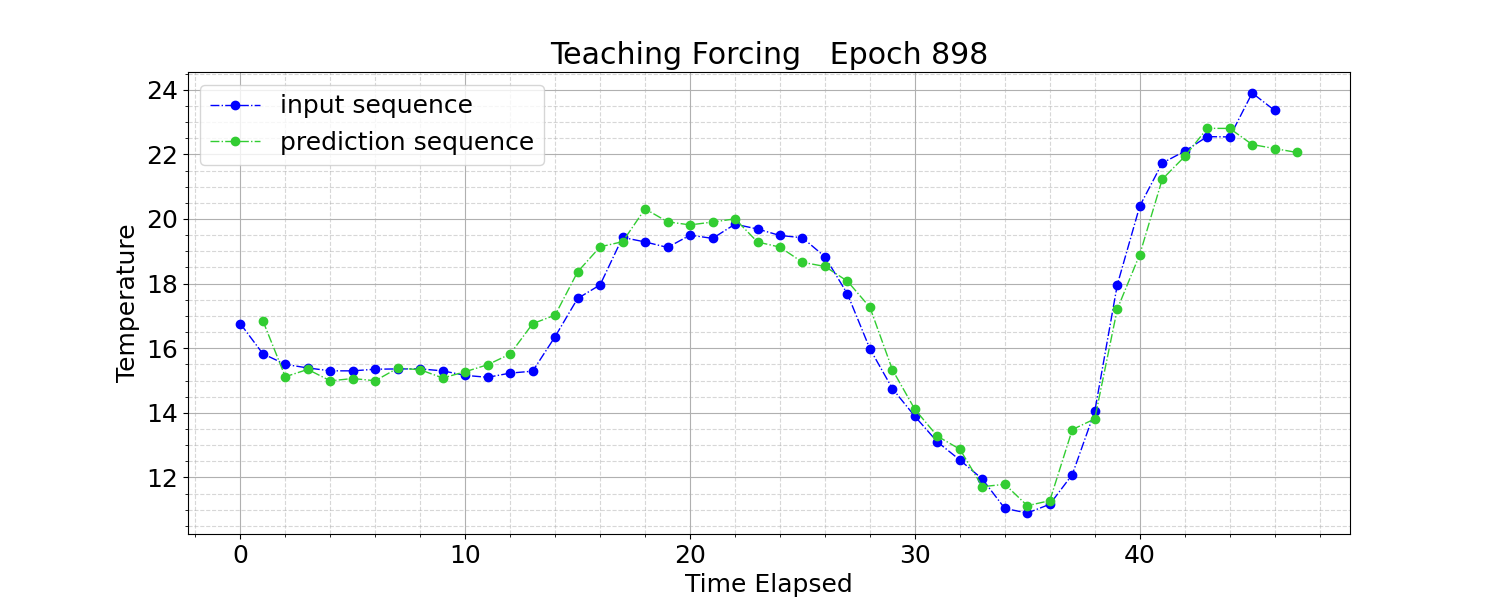 Teaching Forcing   Epoch 898
input sequence
prediction sequence
24
22
20
18
16
14
12
Temperature
0 10 20 30 40
Time Elapsed